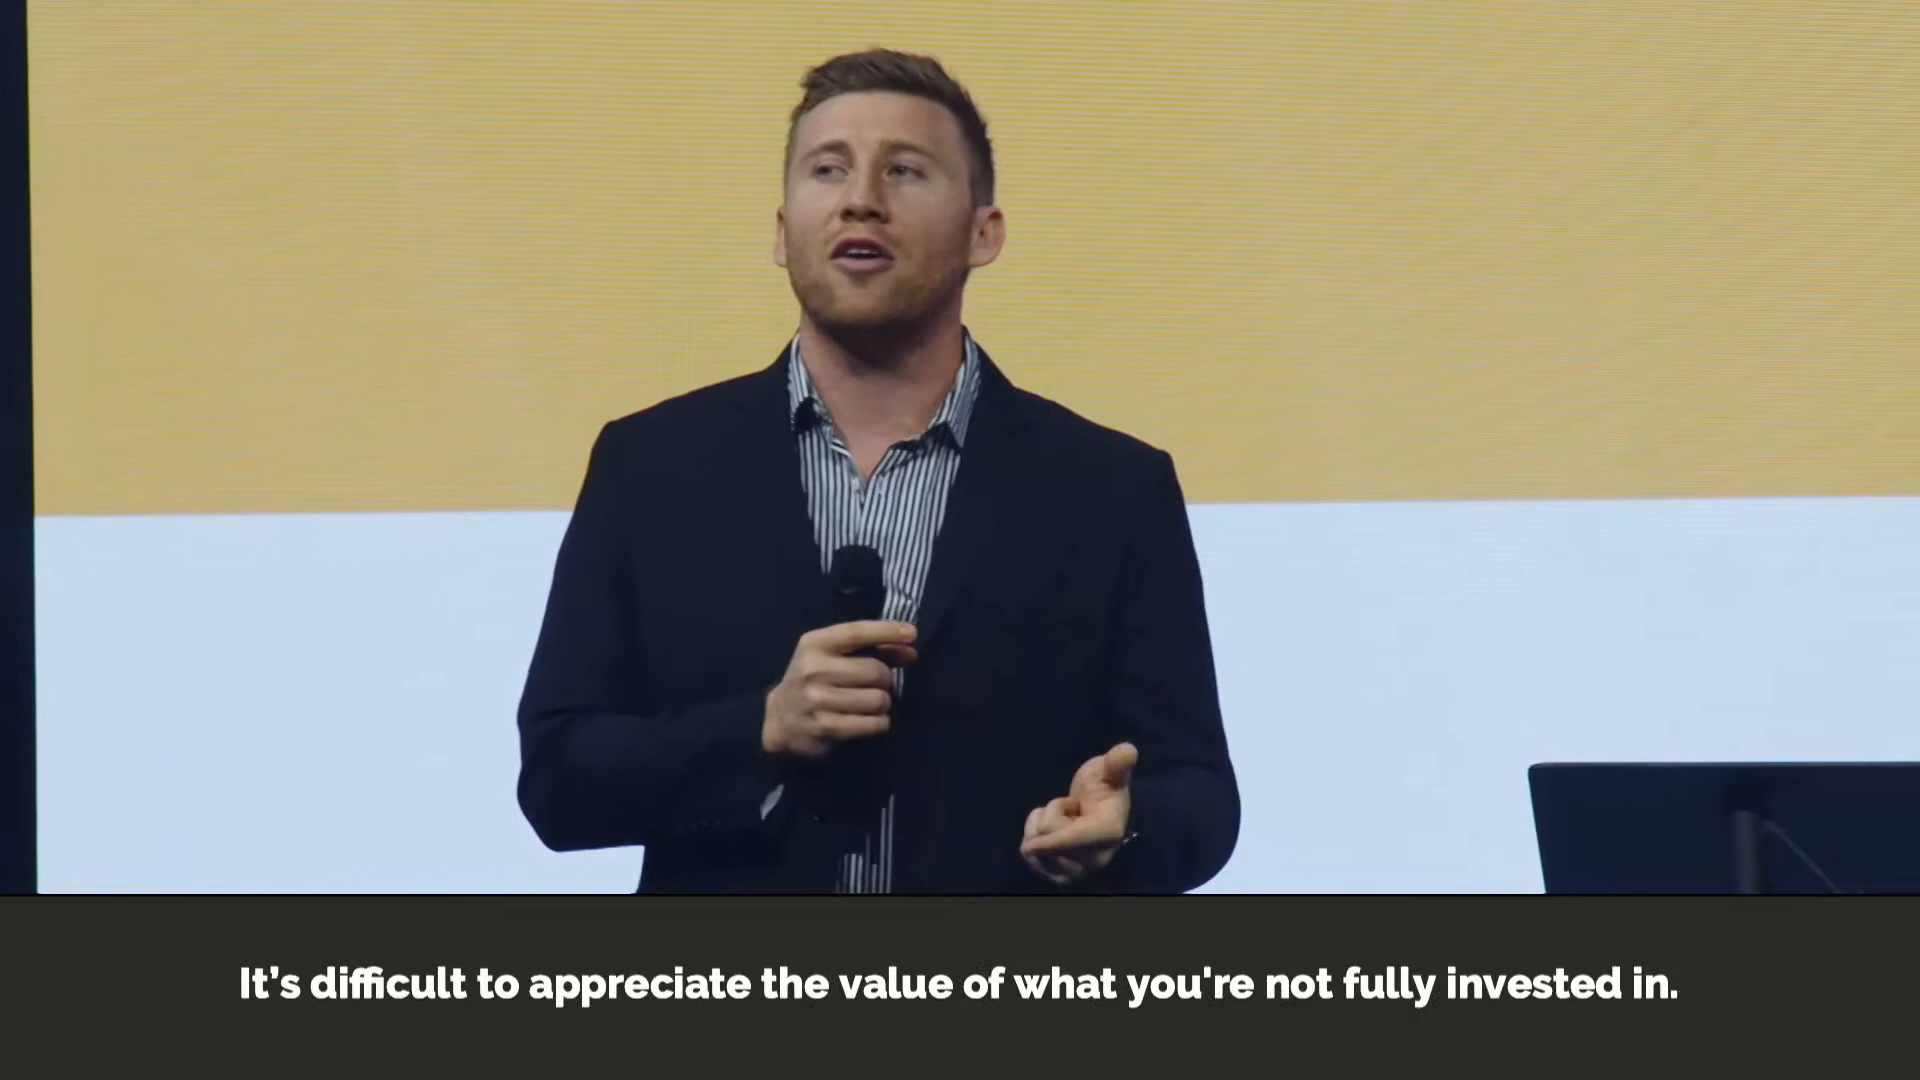 It’s difficult to appreciate the value of what you're not fully invested in.